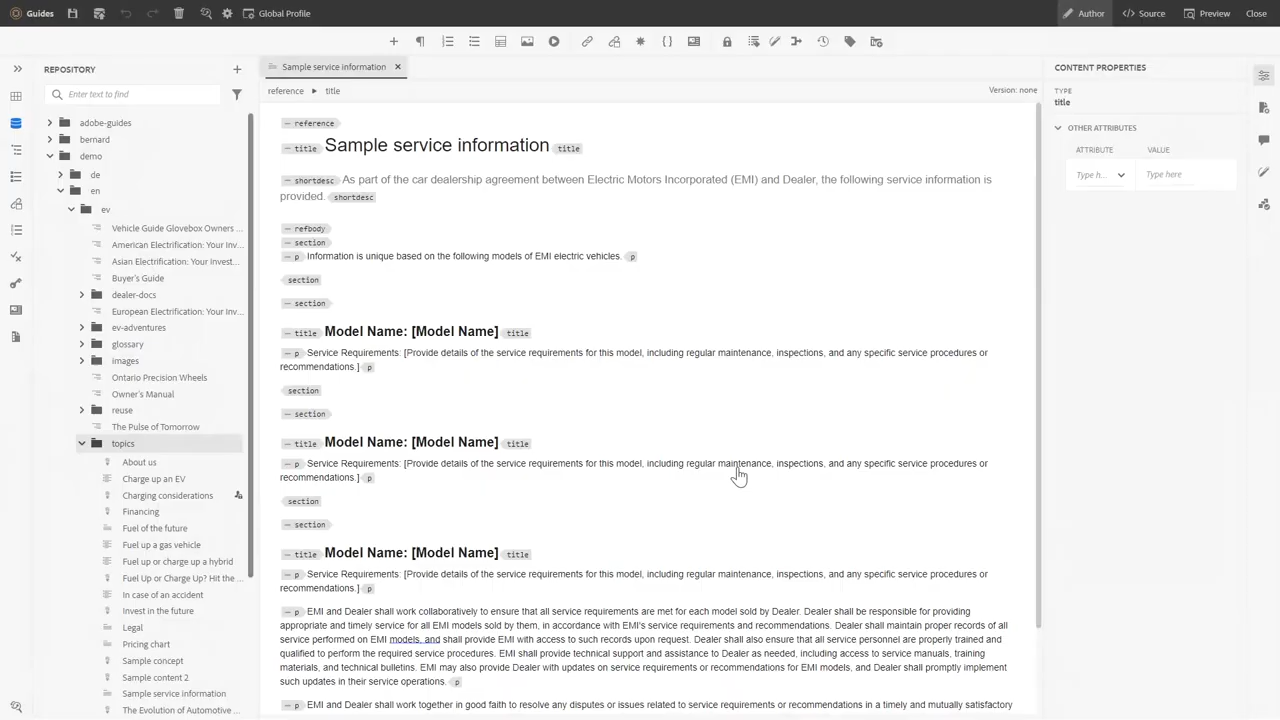 Guides
Global Profile
Author
Source
Preview
Close
REPOSITORY
Enter text to find
adobe-guides
bernard
demo
de
en
ev
Vehicle Guide Glovebox Owners ...
American Electrification: Your Inv...
Asian Electrification: Your Invest...
Buyer's Guide
dealer-docs
European Electrification: Your Inv...
ev-adventures
glossary
images
Ontario Precision Wheels
Owner's Manual
reuse
The Pulse of Tomorrow
topics
About us
Charge up an EV
Charging considerations
Financing
Fuel of the future
Fuel up a gas vehicle
Fuel up or charge up a hybrid
Fuel Up or Charge Up? Hit the ...
In case of an accident
Invest in the future
Legal
Pricing chart
Sample concept
Sample content 2
Sample service information
The Evolution of Automotive ...
Sample service information
reference ► title
Version: none
reference
title Sample service information title
shortdesc As part of the car dealership agreement between Electric Motors Incorporated (EMI) and Dealer, the following service information is
provided. shortdesc
refbody
section
p Information is unique based on the following models of EMI electric vehicles. p
section
section
title Model Name: [Model Name] title
p Service Requirements: [Provide details of the service requirements for this model, including regular maintenance, inspections, and any specific service procedures or
recommendations.] p
section
section
title Model Name: [Model Name] title
p Service Requirements: [Provide details of the service requirements for this model, including regular maintenance, inspections, and any specific service procedures or
recommendations.] p
section
section
title Model Name: [Model Name] title
p Service Requirements: [Provide details of the service requirements for this model, including regular maintenance, inspections, and any specific service procedures or
recommendations.] p
p EMI and Dealer shall work collaboratively to ensure that all service requirements are met for each model sold by Dealer. Dealer shall be responsible for providing
appropriate and timely service for all EMI models sold by them, in accordance with EMI's service requirements and recommendations. Dealer shall maintain proper records of all
service performed on EMI models, and shall provide EMI with access to such records upon request. Dealer shall also ensure that all service personnel are properly trained and
qualified to perform the required service procedures. EMI shall provide technical support and assistance to Dealer as needed, including access to service manuals, training
materials, and technical bulletins. EMI may also provide Dealer with updates on service requirements or recommendations for EMI models, and Dealer shall promptly implement
such updates in their service operations. p
p EMI and Dealer shall work together in good faith to resolve any disputes or issues related to service requirements or recommendations in a timely and mutually satisfactory
CONTENT PROPERTIES
TYPE
title
OTHER ATTRIBUTES
ATTRIBUTE VALUE
Type h... Type here